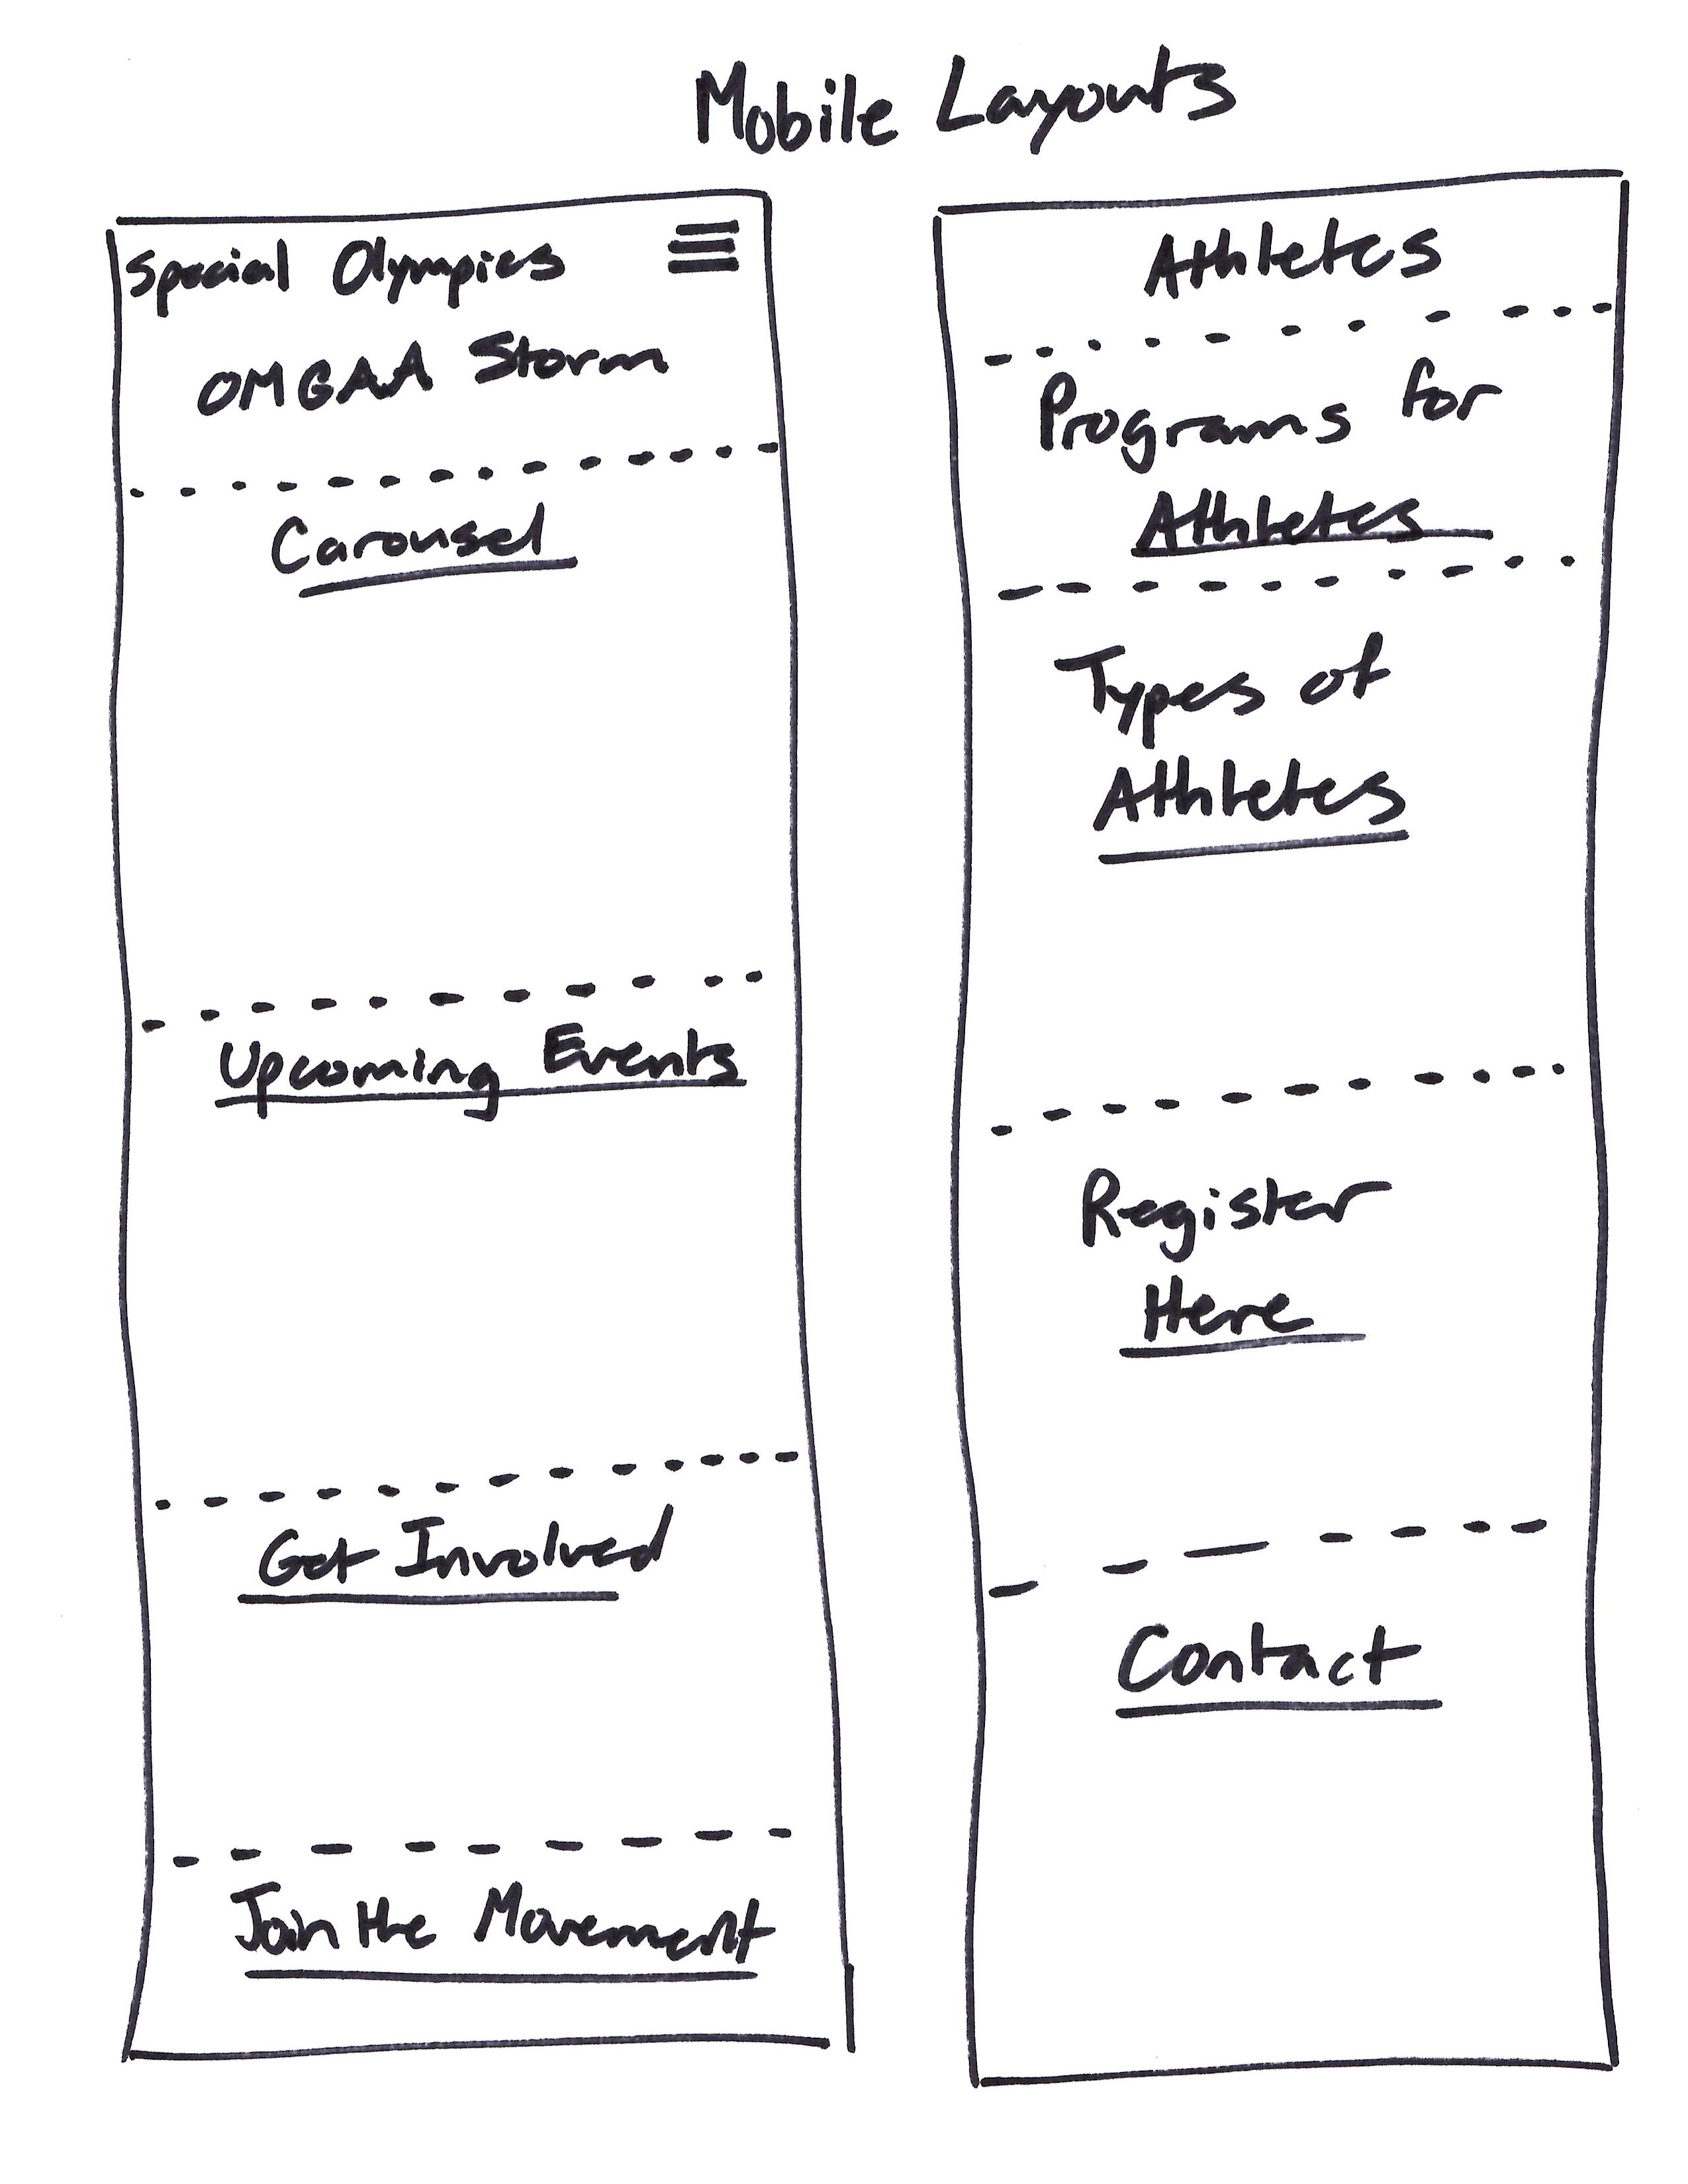 Mobile Layouts
Special Olympics
OMGAA Storm
Carousel
Upcoming Events
Get Involved
Join the Movement
Athletes
Programs for
Athletes
Types of
Athletes
Register
Here
Contact